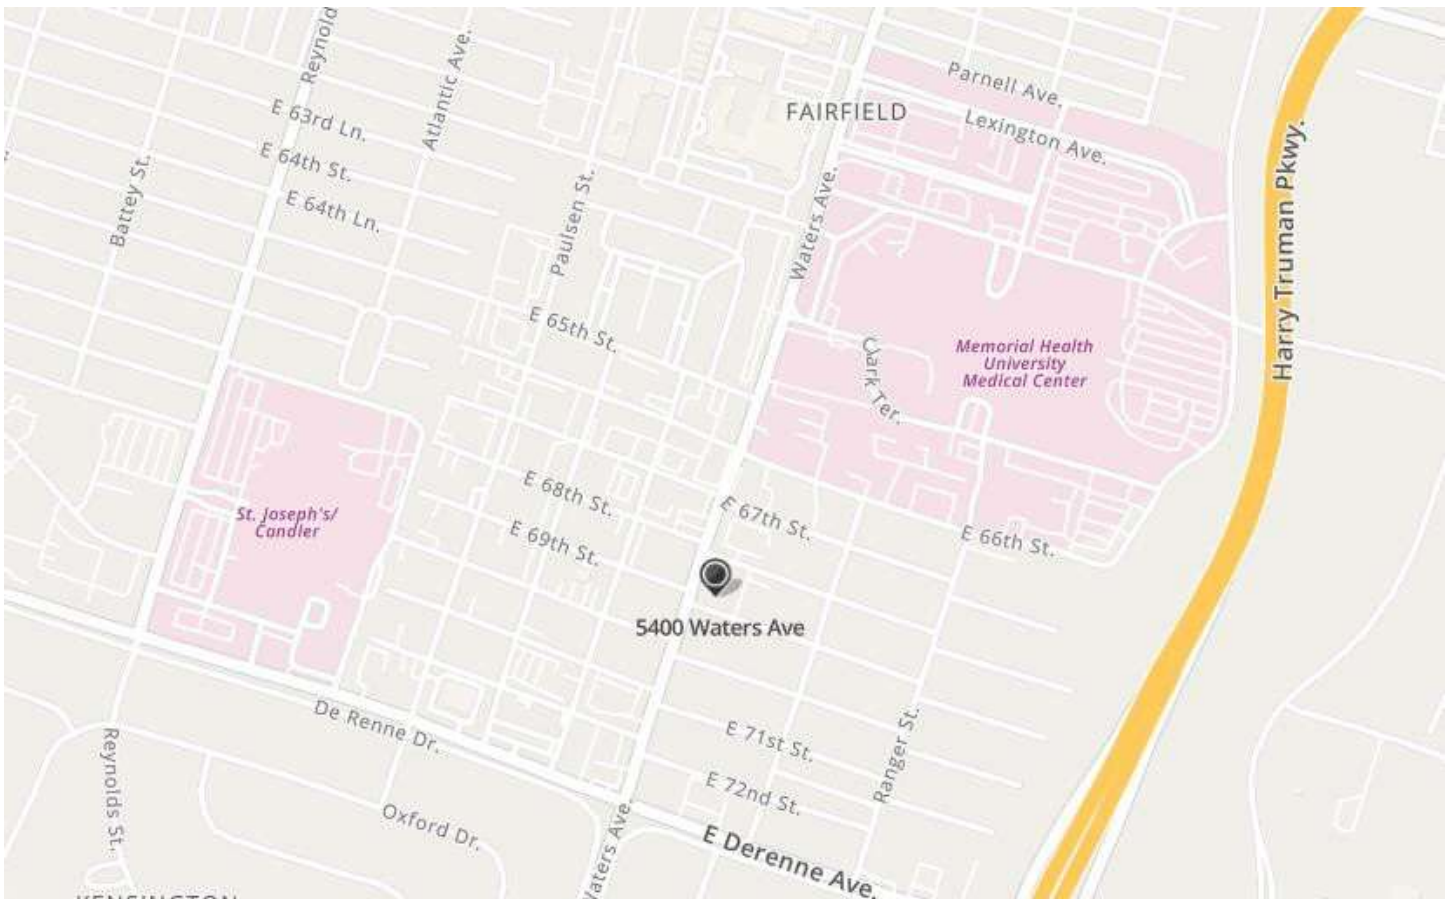 Reynold
Atlantic Ave.
Parnell Ave.
FAIRFIELD
Lexington Ave.
E 63rd Ln.
E 64th St.
E 64th Ln.
Battey St.
Paulsen St.
Waters Ave.
Harry Truman Pkwy.
E 65th St.
Clark Ter.
Memorial Health
University
Medical Center
E 68th St.
E 67th St.
St. Joseph's/
Candler
E 69th St.
E 66th St.
5400 Waters Ave
De Renne Dr.
Reynolds St.
E 71st St.
Ranger St.
E 72nd St.
Oxford Dr.
Waters Ave.
E Derenne Ave.
KENSINGTON